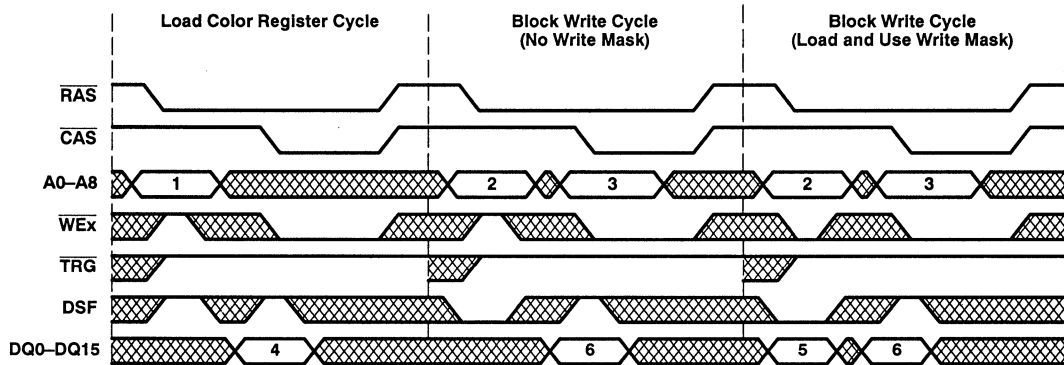 Load Color Register Cycle
Block Write Cycle
(No Write Mask)
Block Write Cycle
(Load and Use Write Mask)
RAS
CAS
A0–A8 1 2 3 2 3
WEx
TRG
DSF
DQ0–DQ15 4 6 5 6